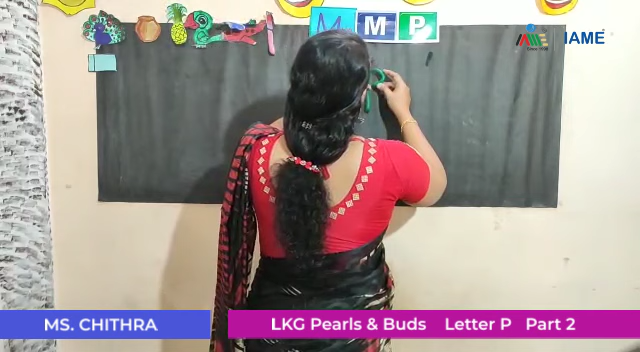 M M P
IAME
MS. CHITHRA
LKG Pearls & Buds Letter P Part 2